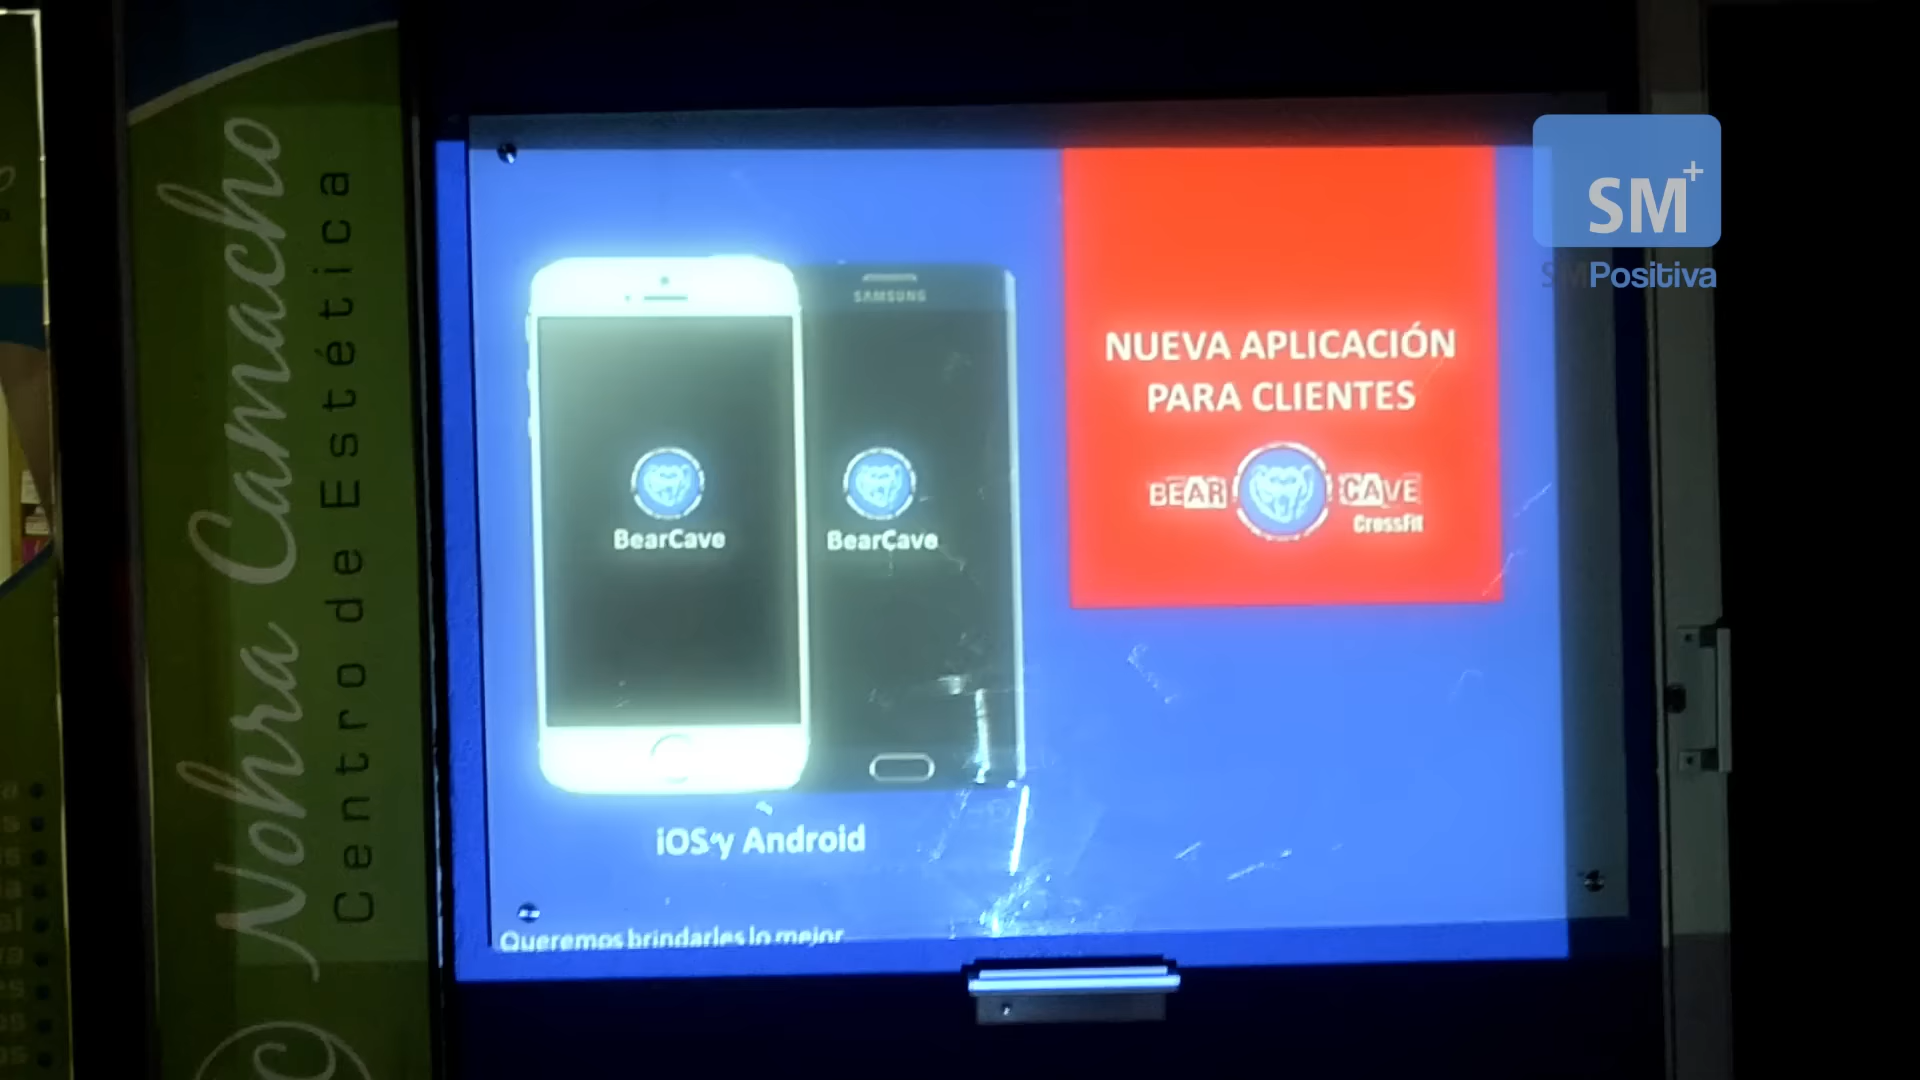 Nohra Camacho
Centro de Estética
SAMSUNG
BearCave
BearCave
iOS y Android
Queremos brindarles lo mejor
NUEVA APLICACIÓN
PARA CLIENTES
BEAR CAVE
CrossFit
SM+
SMPositiva